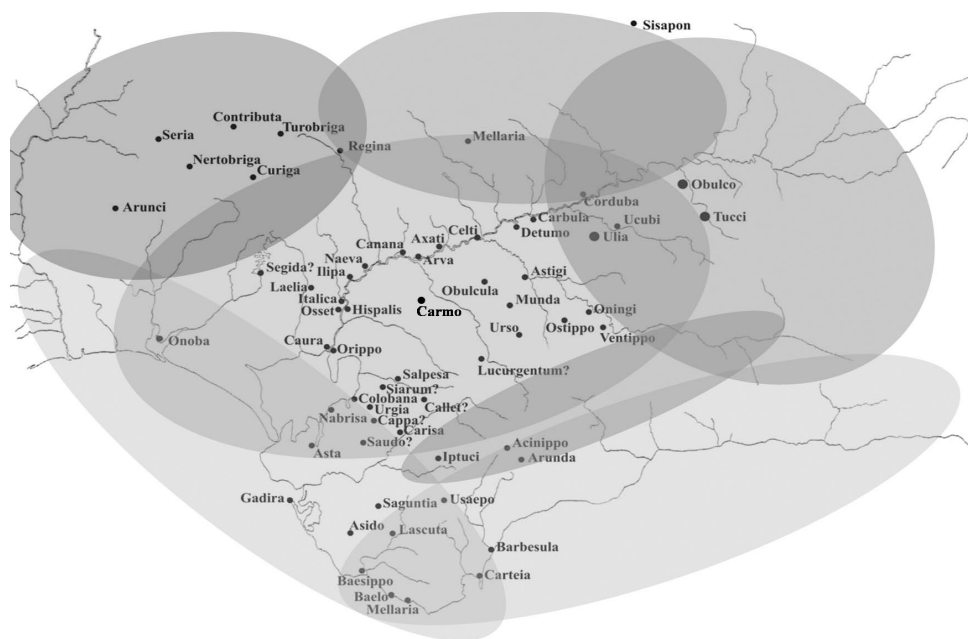 Sisapon
Contributa
Seria
Turobriga
Mellaria
Regina
Nertobriga
Curiga
Obulco
Corduba
Arunci
Tucci
Carbula
Ucubi
Detumo
Ulia
Celti
Axati
Canana
Arva
Naeva
Segida?
Ilipa
Astigi
Laelia
Obulcula
Italica
Munda
Osset
Hispalis
Carmo
Oningi
Urso
Ostippo
Ventippo
Onoba
Caura
Orippo
Lucurgentum?
Salpesa
Siarum?
Colobana
Callet?
Urgia
Nabrisa
Cappa?
Carisa
Saudo?
Asta
Acinippo
Iptuci
Arunda
Gadira
Usaepo
Saguntia
Asido
Lascuta
Barbesula
Baesippo
Carteia
Baelo
Mellaria